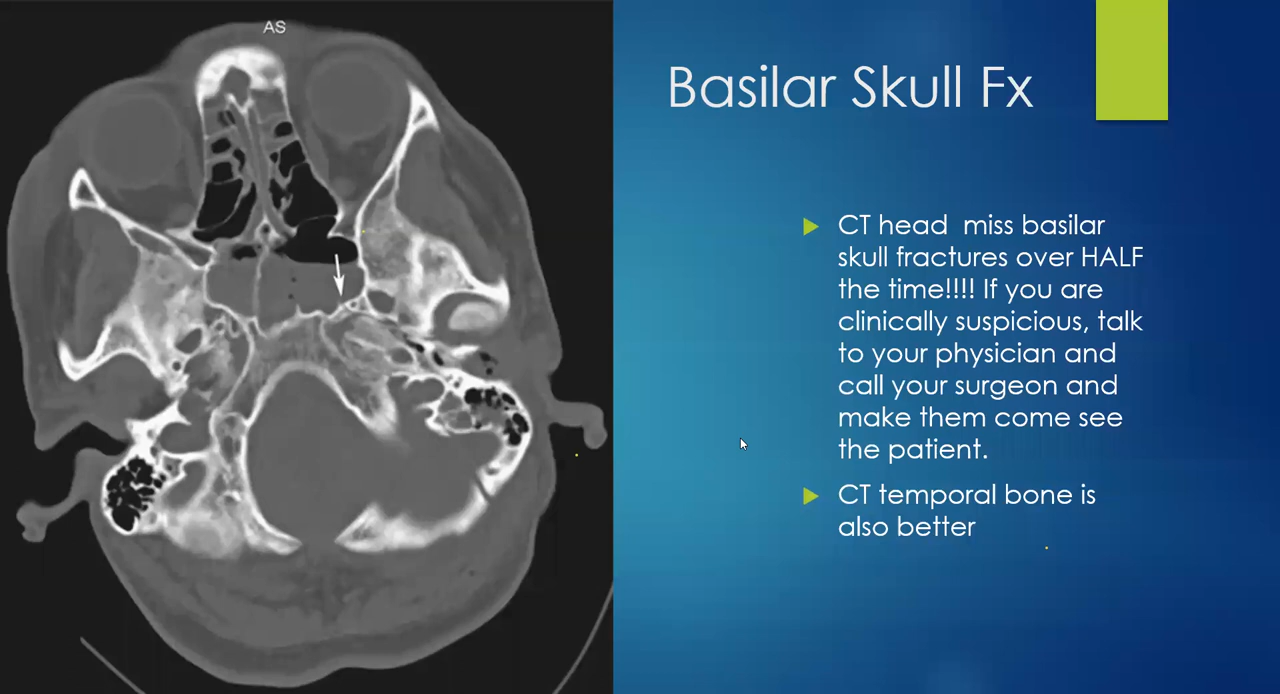 AS
Basilar Skull Fx
CT head  miss basilar
skull fractures over HALF
the time!!!! If you are
clinically suspicious, talk
to your physician and
call your surgeon and
make them come see
the patient.
CT temporal bone is
also better